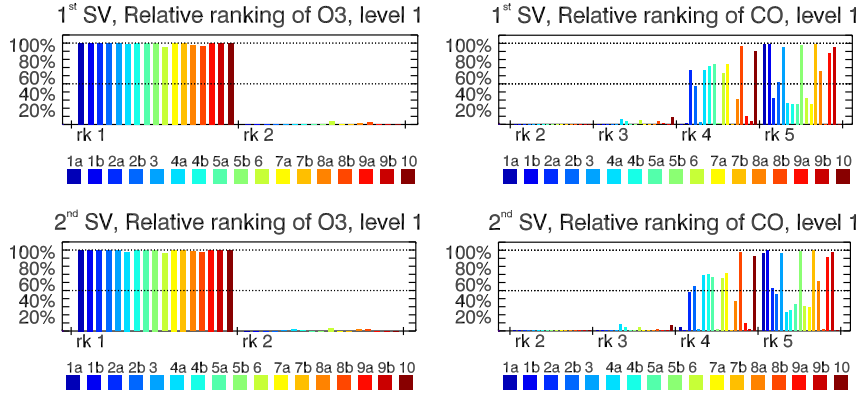 1st SV, Relative ranking of O3, level 1
100%
80%
60%
40%
20%
rk 1 rk 2
1a 1b 2a 2b 3 4a 4b 5a 5b 6 7a 7b 8a 8b 9a 9b 10
1st SV, Relative ranking of CO, level 1
100%
80%
60%
40%
20%
rk 2 rk 3 rk 4 rk 5
1a 1b 2a 2b 3 4a 4b 5a 5b 6 7a 7b 8a 8b 9a 9b 10
2nd SV, Relative ranking of O3, level 1
100%
80%
60%
40%
20%
rk 1 rk 2
1a 1b 2a 2b 3 4a 4b 5a 5b 6 7a 7b 8a 8b 9a 9b 10
2nd SV, Relative ranking of CO, level 1
100%
80%
60%
40%
20%
rk 2 rk 3 rk 4 rk 5
1a 1b 2a 2b 3 4a 4b 5a 5b 6 7a 7b 8a 8b 9a 9b 10